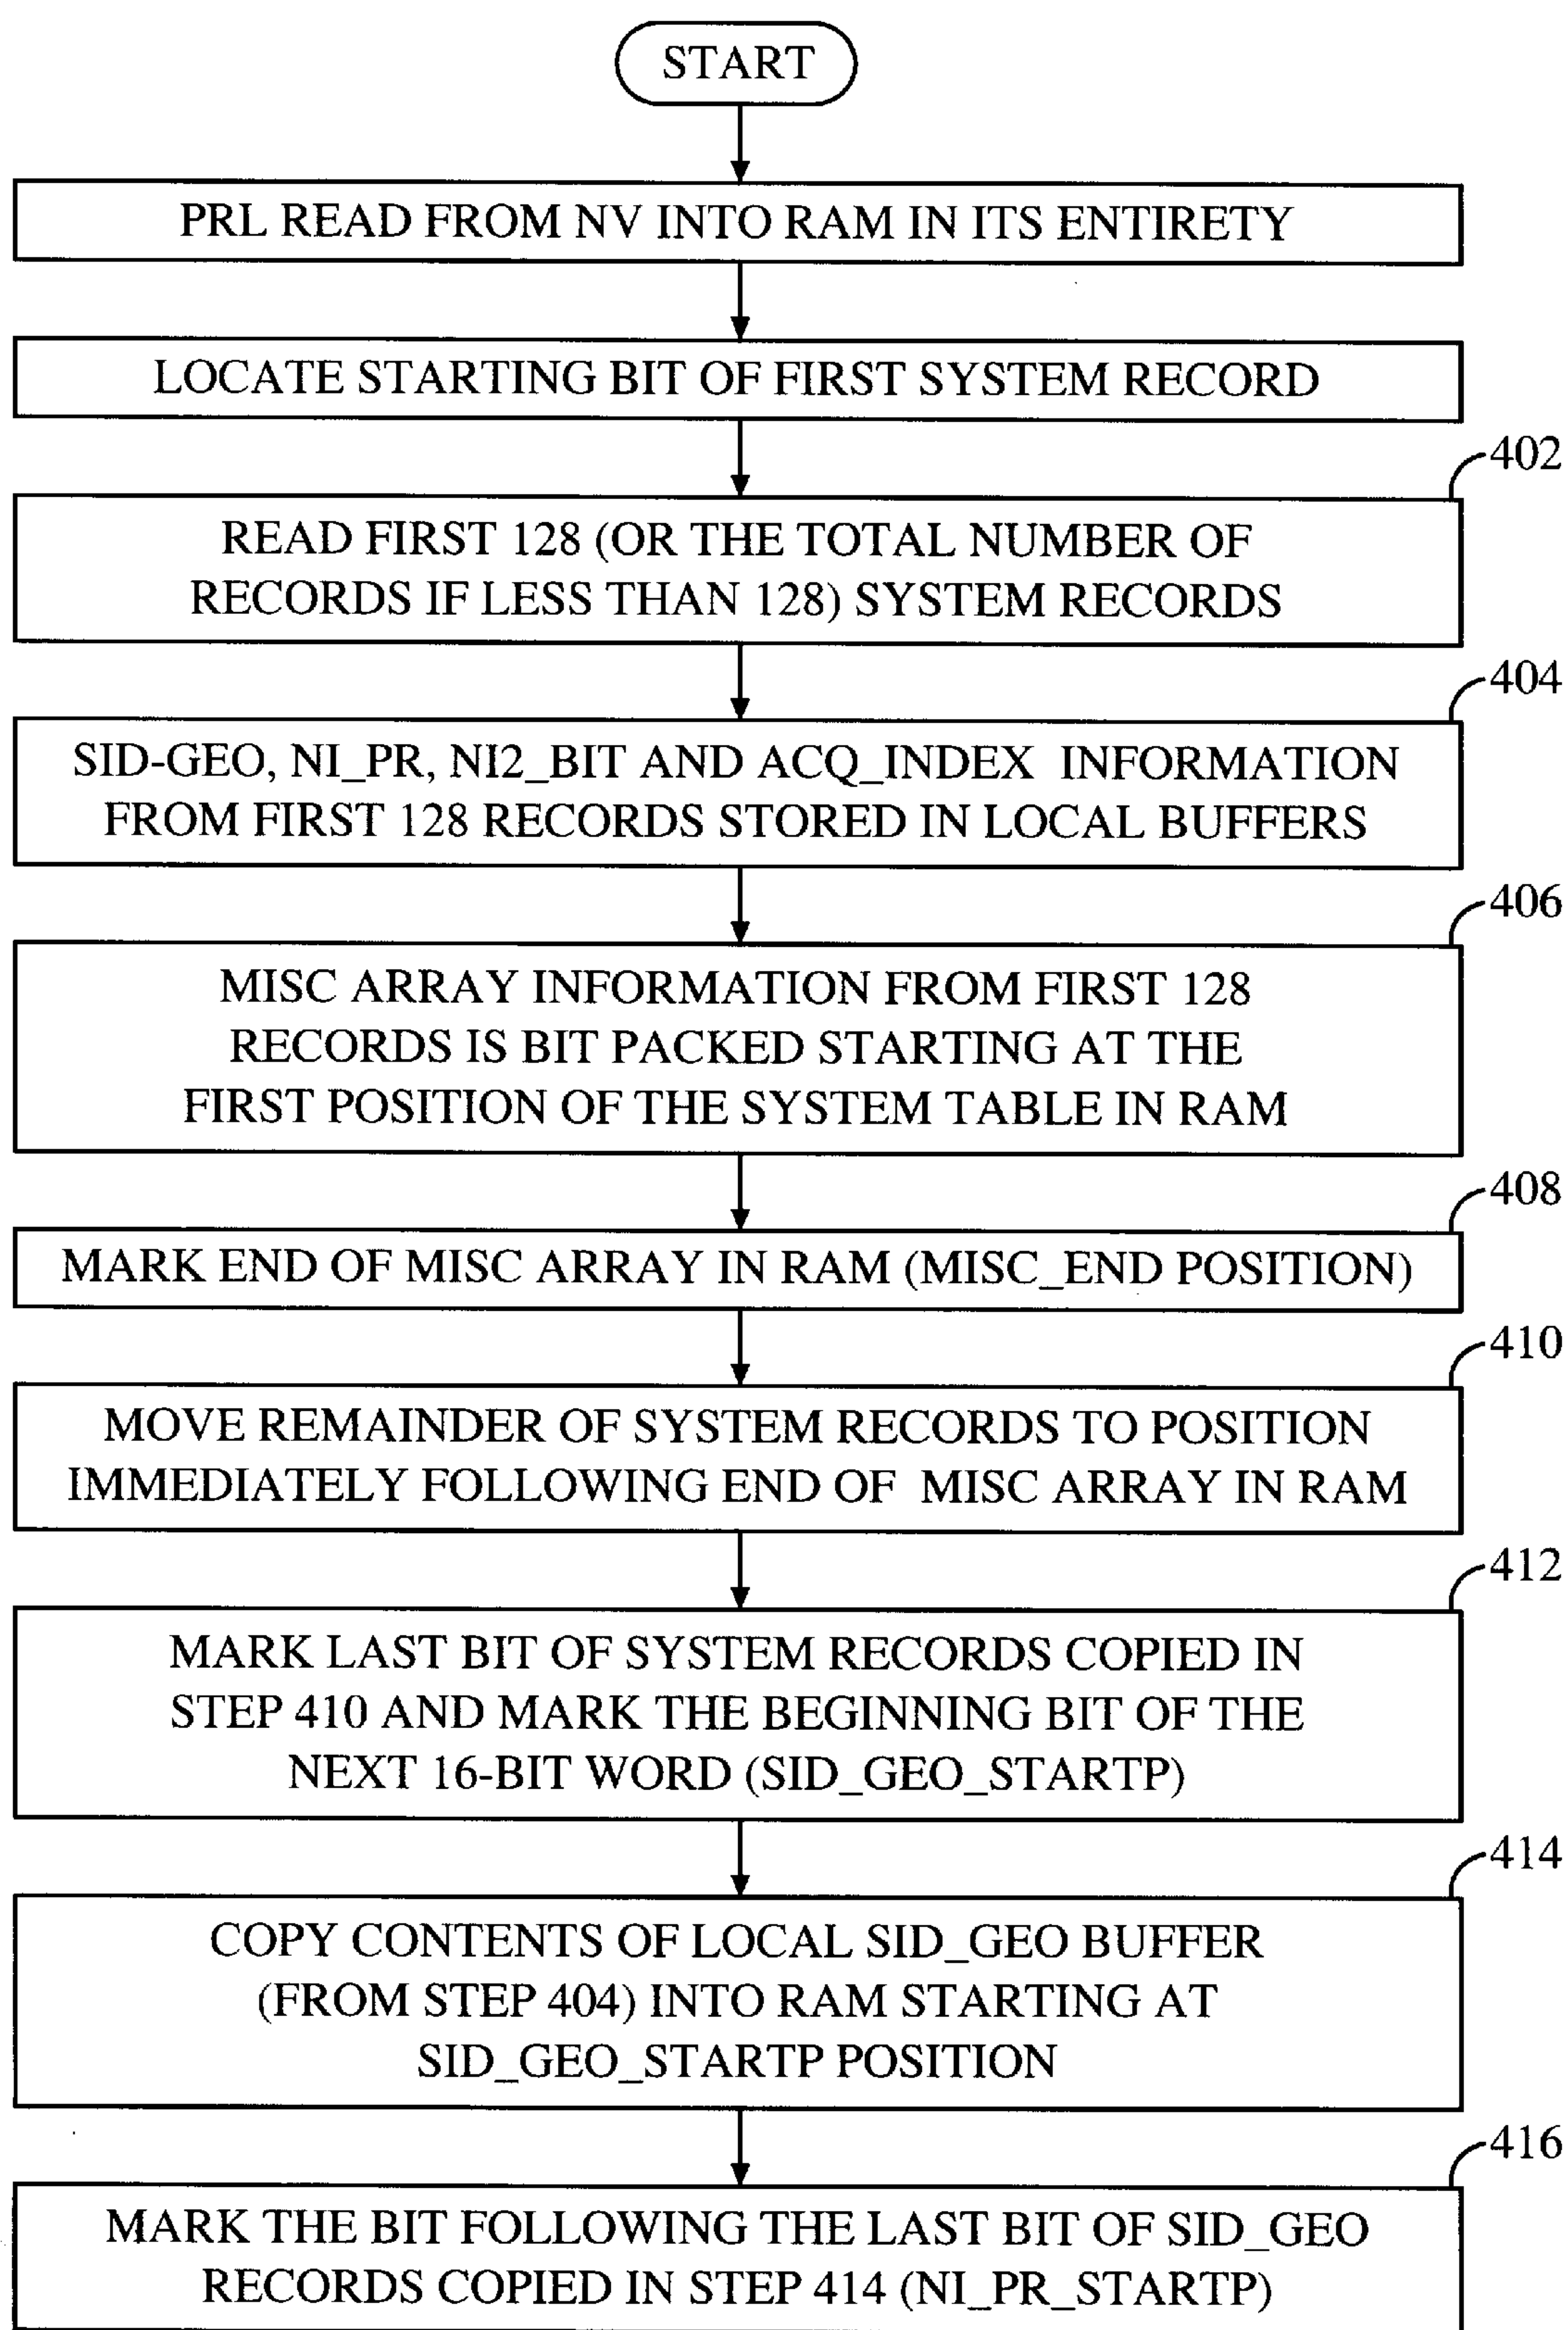 START
PRL READ FROM NV INTO RAM IN ITS ENTIRETY
LOCATE STARTING BIT OF FIRST SYSTEM RECORD
402
READ FIRST 128 (OR THE TOTAL NUMBER OF
RECORDS IF LESS THAN 128) SYSTEM RECORDS
404
SID-GEO, NI_PR, NI2_BIT AND ACQ_INDEX INFORMATION
FROM FIRST 128 RECORDS STORED IN LOCAL BUFFERS
406
MISC ARRAY INFORMATION FROM FIRST 128
RECORDS IS BIT PACKED STARTING AT THE
FIRST POSITION OF THE SYSTEM TABLE IN RAM
408
MARK END OF MISC ARRAY IN RAM (MISC_END POSITION)
410
MOVE REMAINDER OF SYSTEM RECORDS TO POSITION
IMMEDIATELY FOLLOWING END OF MISC ARRAY IN RAM
412
MARK LAST BIT OF SYSTEM RECORDS COPIED IN
STEP 410 AND MARK THE BEGINNING BIT OF THE
NEXT 16-BIT WORD (SID_GEO_STARTP)
414
COPY CONTENTS OF LOCAL SID_GEO BUFFER
(FROM STEP 404) INTO RAM STARTING AT
SID_GEO_STARTP POSITION
416
MARK THE BIT FOLLOWING THE LAST BIT OF SID_GEO
RECORDS COPIED IN STEP 414 (NI_PR_STARTP)